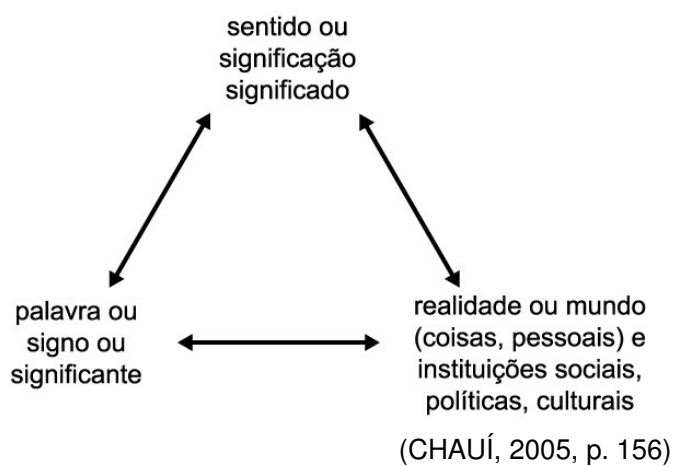 sentido ou
significação
significado
palavra ou
signo ou
significante
realidade ou mundo
(coisas, pessoais) e
instituições sociais,
políticas, culturais
(CHAUÍ, 2005, p. 156)